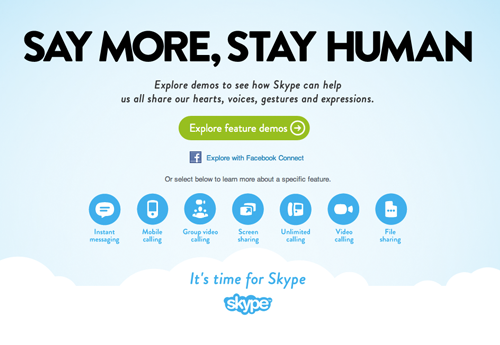 SAY MORE, STAY HUMAN
Explore demos to see how Skype can help
us all share our hearts, voices, gestures and expressions.
Explore feature demos
f Explore with Facebook Connect
Or select below to learn more about a specific feature.
Instant messaging
Mobile calling
Group video calling
Screen sharing
Unlimited calling
Video calling
File sharing
It's time for Skype
skype